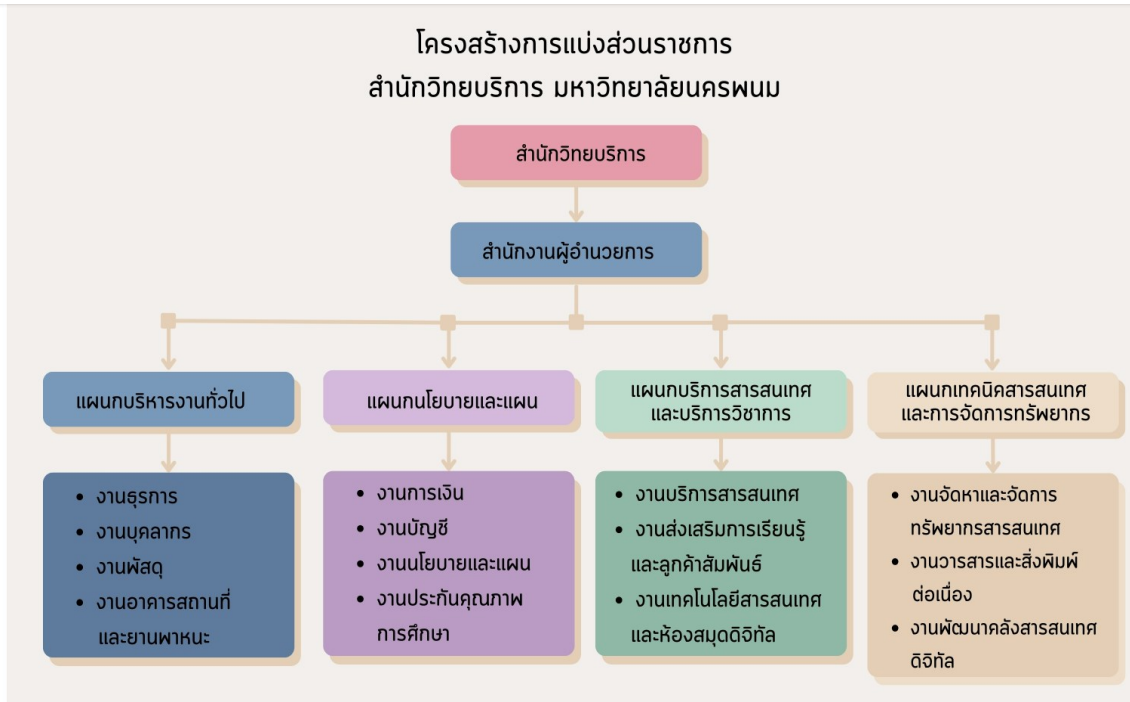 โครงสร้างการแบ่งส่วนราชการ
สำนักวิทยบริการ มหาวิทยาลัยนครพนม
สำนักวิทยบริการ
สำนักงานผู้อำนวยการ
แผนกบริหารงานทั่วไป
• งานธุรการ
• งานบุคลากร
• งานพัสดุ
• งานอาคารสถานที่
และยานพาหนะ
แผนกนโยบายและแผน
• งานการเงิน
• งานบัญชี
• งานนโยบายและแผน
• งานประกันคุณภาพ
การศึกษา
แผนกบริการสารสนเทศ
และบริการวิชาการ
• งานบริการสารสนเทศ
• งานส่งเสริมการเรียนรู้
และลูกค้าสัมพันธ์
• งานเทคโนโลยีสารสนเทศ
และห้องสมุดดิจิทัล
แผนกเทคนิคสารสนเทศ
และการจัดการทรัพยากร
• งานจัดหาและจัดการ
ทรัพยากรสารสนเทศ
• งานวารสารและสิ่งพิมพ์
ต่อเนื่อง
• งานพัฒนาคลังสารสนเทศ
ดิจิทัล